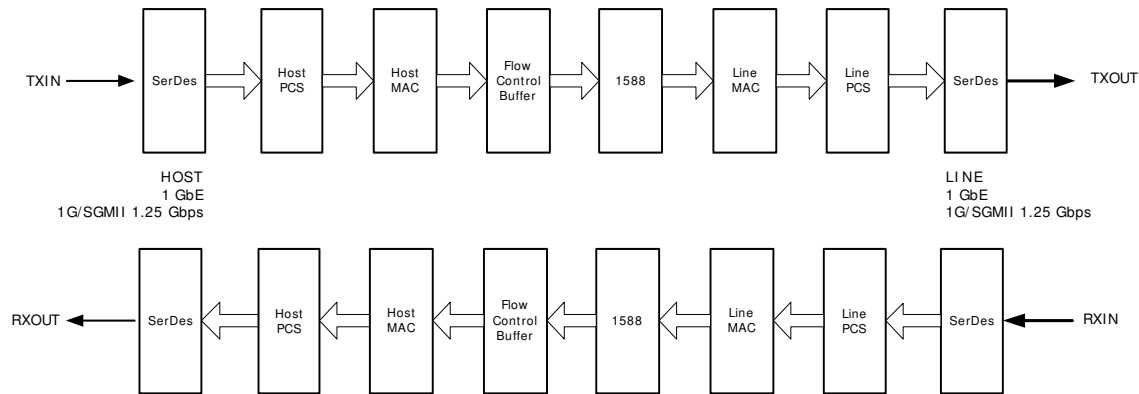 TXIN
SerDes
Host
PCS
Host
MAC
Flow
Control
Buffer
1588
Line
MAC
Line
PCS
SerDes
TXOUT
HOST
1 GbE
1G/SGMII 1.25 Gbps
LINE
1 GbE
1G/SGMII 1.25 Gbps
RXOUT
SerDes
Host
PCS
Host
MAC
Flow
Control
Buffer
1588
Line
MAC
Line
PCS
SerDes
RXIN